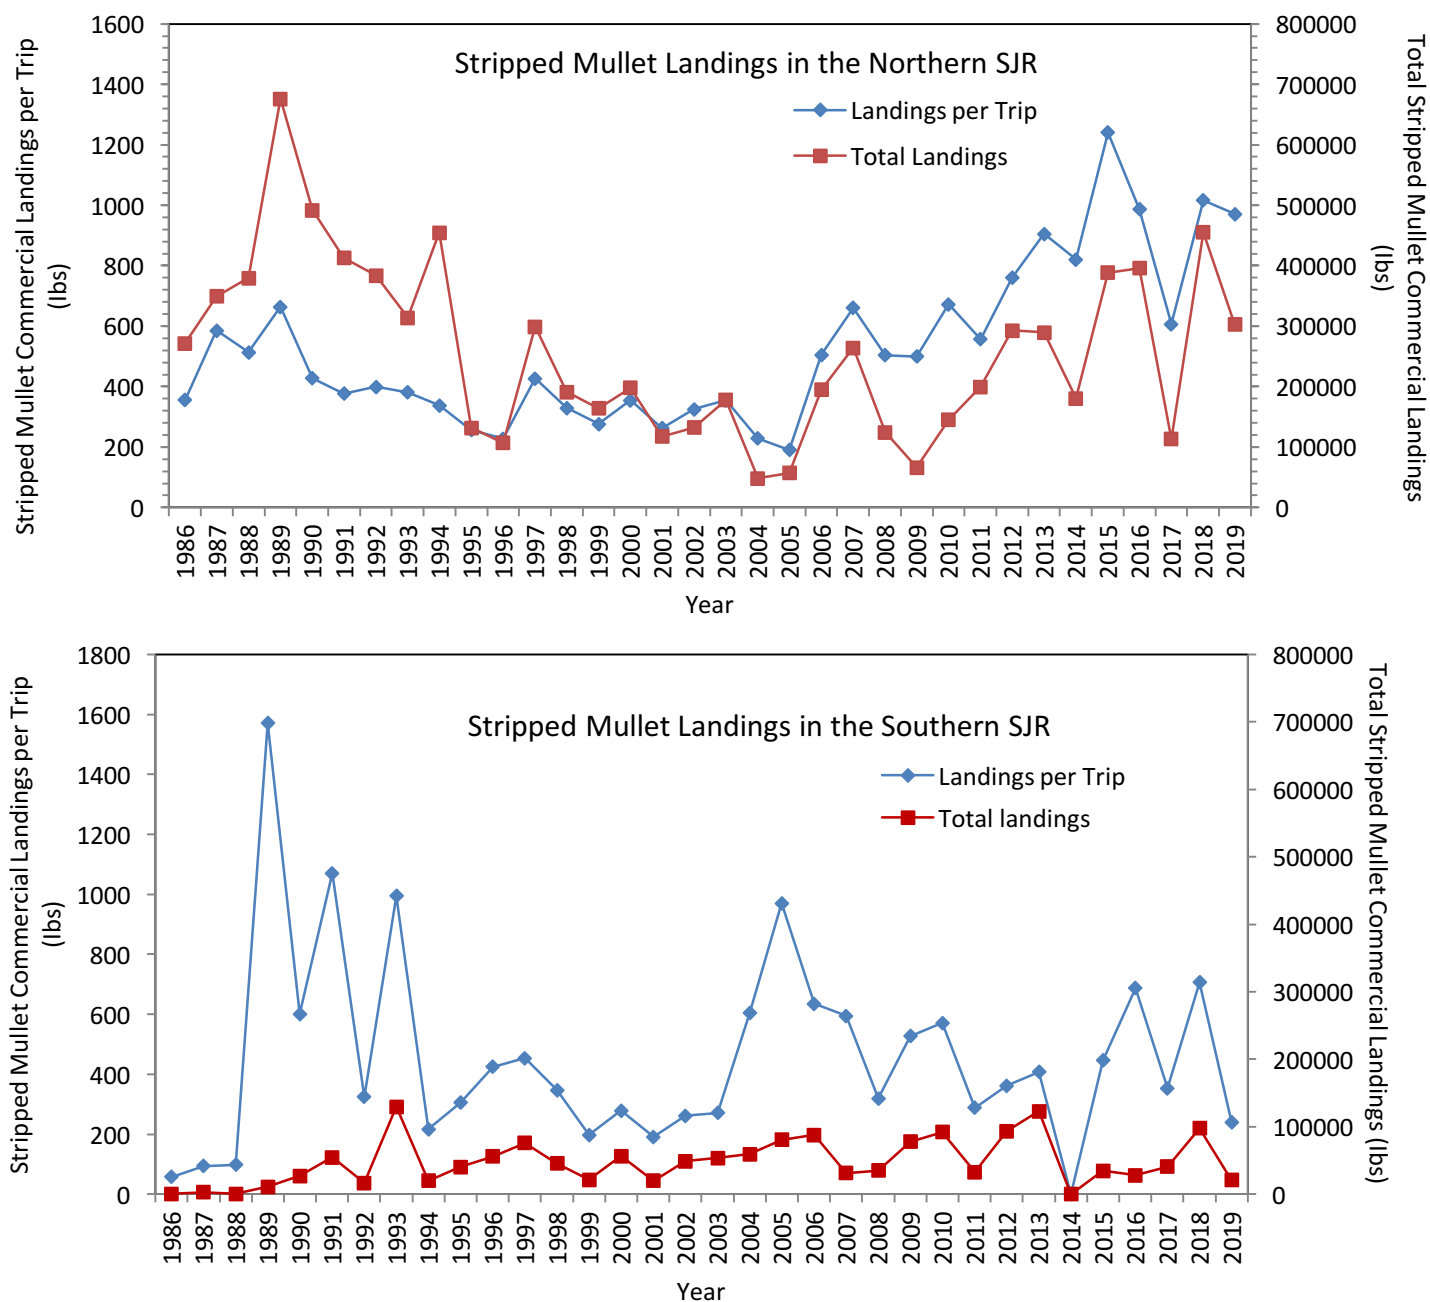 Stripped Mullet Landings in the Northern SJR
Landings per Trip
Total Landings
Stripped Mullet Commercial Landings per Trip
(lbs)
1600
1400
1200
1000
800
600
400
200
0
800000
700000
600000
500000
400000
300000
200000
100000
0
Total Stripped Mullet Commercial Landings
(lbs)
1986 1987 1988 1989 1990 1991 1992 1993 1994 1995 1996 1997 1998 1999 2000 2001 2002 2003 2004 2005 2006 2007 2008 2009 2010 2011 2012 2013 2014 2015 2016 2017 2018 2019
Year
Stripped Mullet Landings in the Southern SJR
Landings per Trip
Total landings
Stripped Mullet Commercial Landings per Trip
(lbs)
1800
1600
1400
1200
1000
800
600
400
200
0
800000
700000
600000
500000
400000
300000
200000
100000
0
Total Stripped Mullet Commercial Landings (lbs)
1986 1987 1988 1989 1990 1991 1992 1993 1994 1995 1996 1997 1998 1999 2000 2001 2002 2003 2004 2005 2006 2007 2008 2009 2010 2011 2012 2013 2014 2015 2016 2017 2018 2019
Year